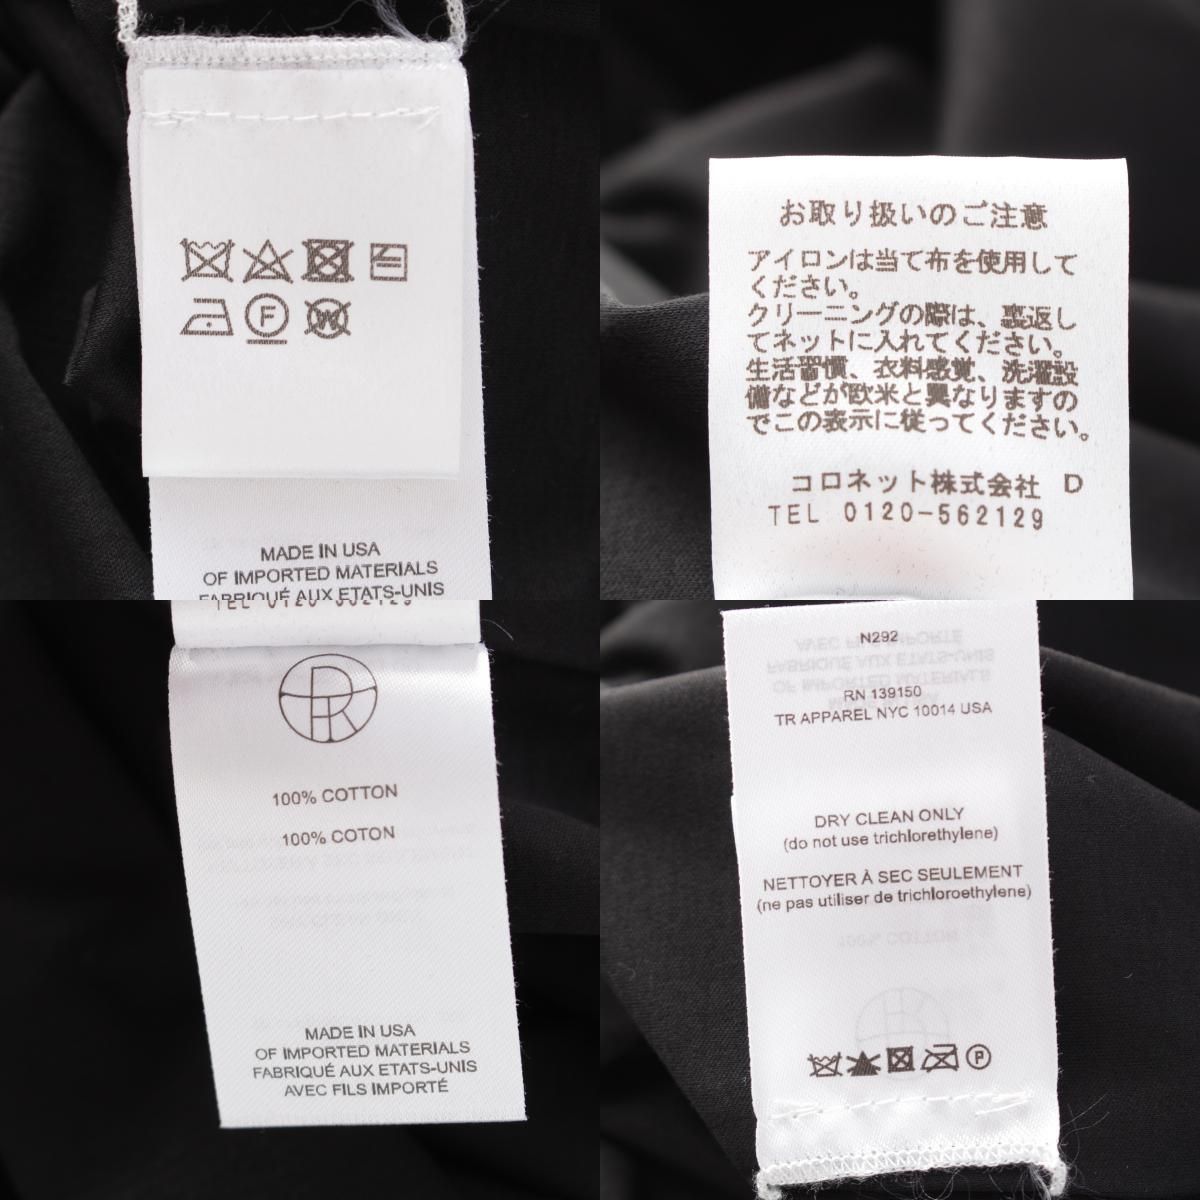 MADE IN USA
OF IMPORTED MATERIALS
FABRIQUÉ AUX ETATS-UNIS
お取り扱いのご注意
アイロンは当て布を使用して
ください。
クリーニングの際は、裏返し
てネットに入れてください。
生活習慣、衣料感覚、洗濯設
備などが欧米と異なりますの
でこの表示に従ってください。
コロネット株式会社 D
TEL 0120-562129
TEL 0120-562129
100% COTTON
100% COTON
MADE IN USA
OF IMPORTED MATERIALS
FABRIQUÉ AUX ETATS-UNIS
AVEC FILS IMPORTÉ
N292
RN 139150
TR APPAREL NYC 10014 USA
DRY CLEAN ONLY
(do not use trichlorethylene)
NETTOYER À SEC SEULEMENT
(ne pas utiliser de trichloroethylene)